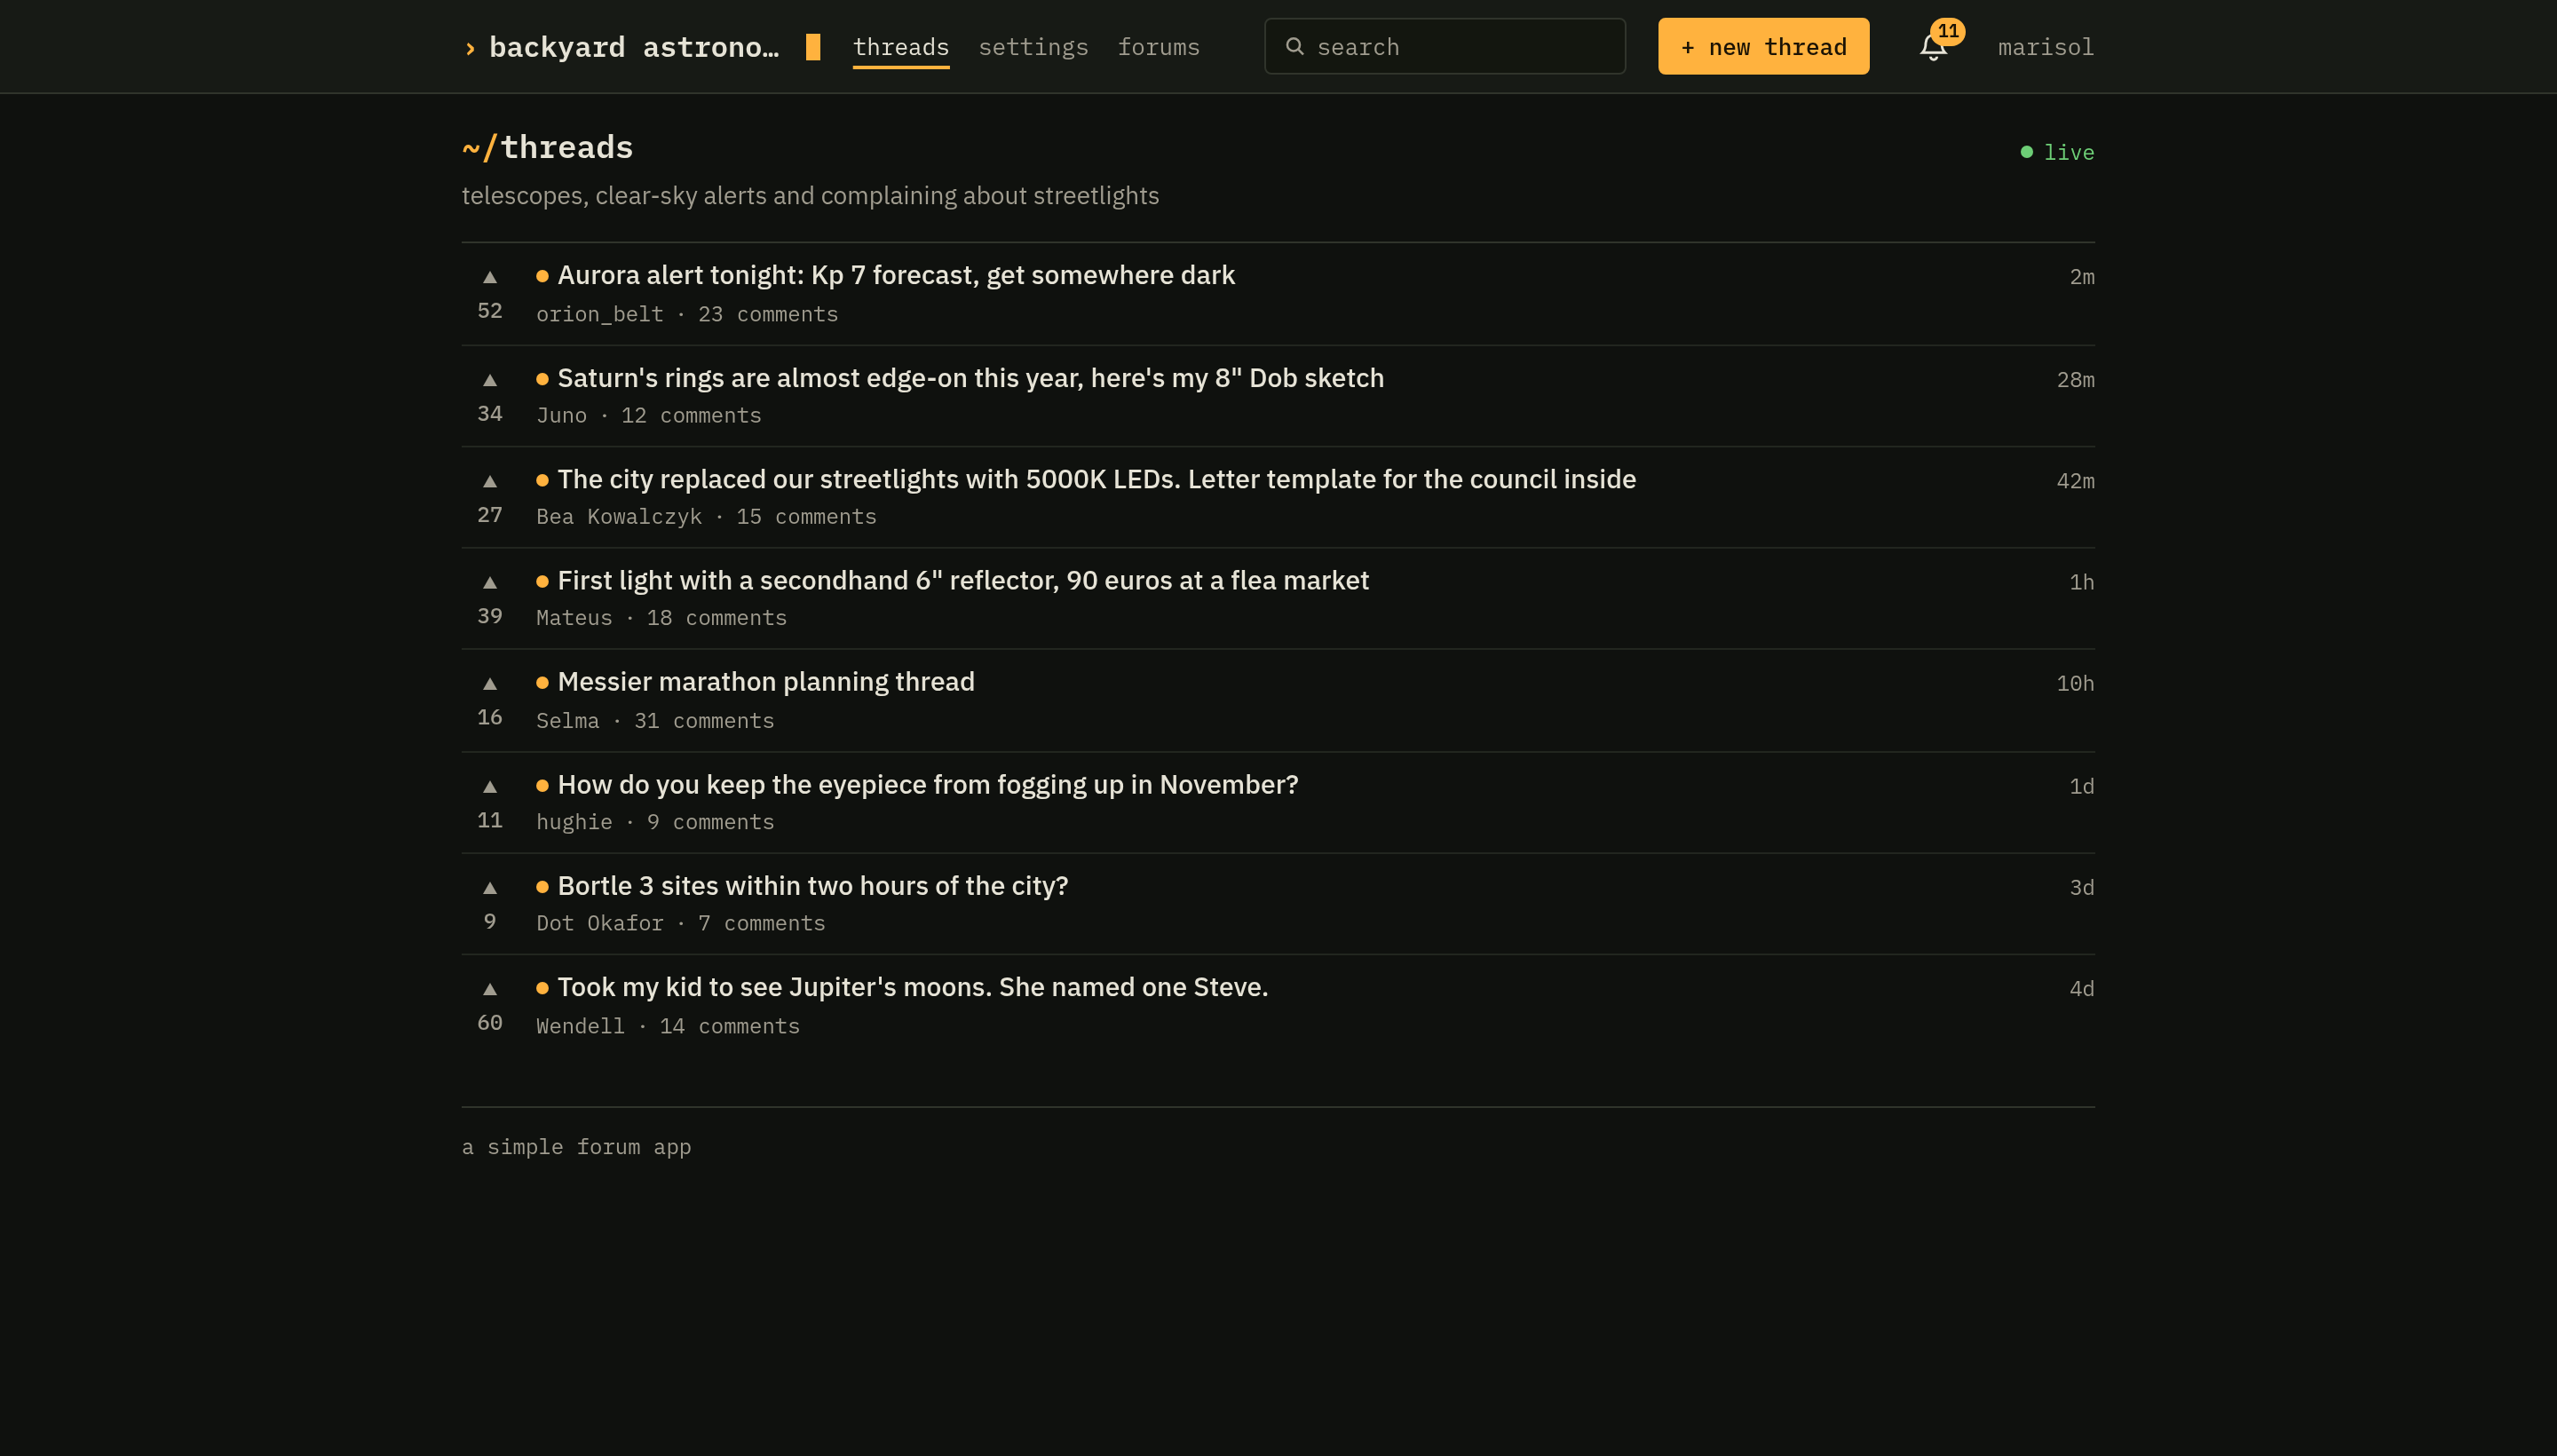 › backyard astrono…
threads
settings
forums
search
+ new thread
11
marisol
~/threads
live
telescopes, clear-sky alerts and complaining about streetlights
Aurora alert tonight: Kp 7 forecast, get somewhere dark
2m
52
orion_belt · 23 comments
Saturn's rings are almost edge-on this year, here's my 8" Dob sketch
28m
34
Juno · 12 comments
The city replaced our streetlights with 5000K LEDs. Letter template for the council inside
42m
27
Bea Kowalczyk · 15 comments
First light with a secondhand 6" reflector, 90 euros at a flea market
1h
39
Mateus · 18 comments
Messier marathon planning thread
10h
16
Selma · 31 comments
How do you keep the eyepiece from fogging up in November?
1d
11
hughie · 9 comments
Bortle 3 sites within two hours of the city?
3d
9
Dot Okafor · 7 comments
Took my kid to see Jupiter's moons. She named one Steve.
4d
60
Wendell · 14 comments
a simple forum app